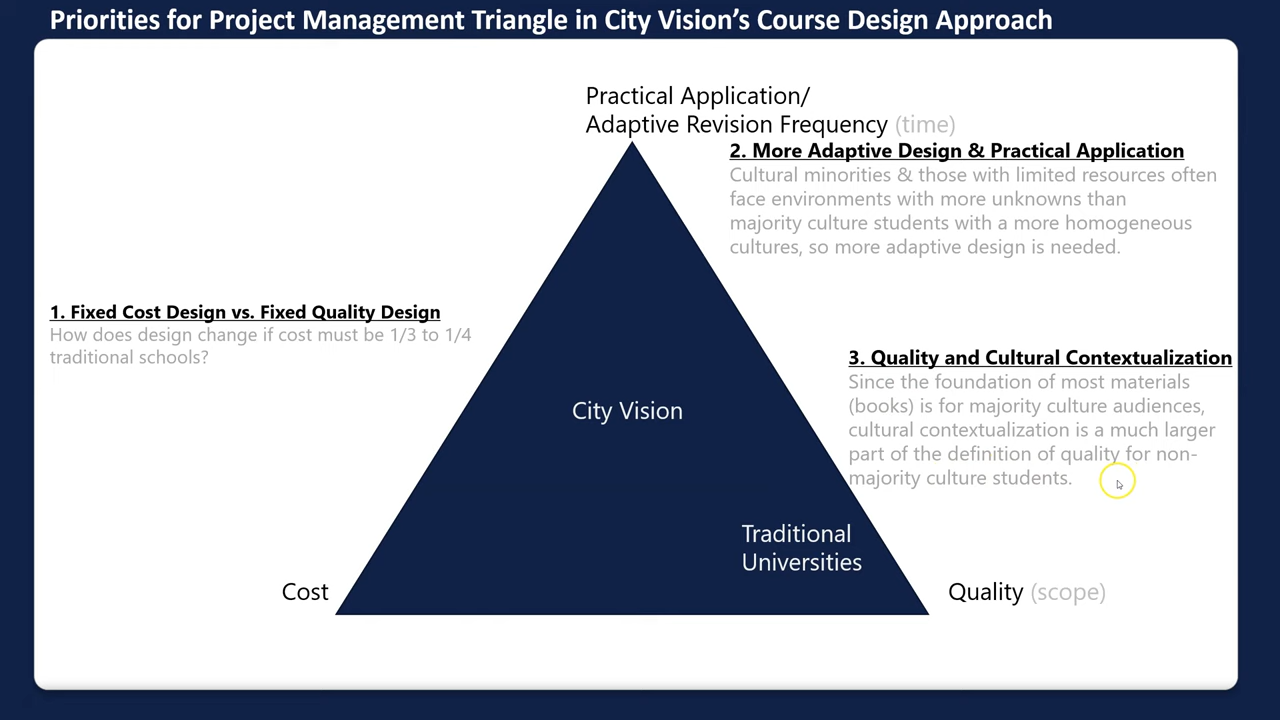 Priorities for Project Management Triangle in City Vision's Course Design Approach
Practical Application/
Adaptive Revision Frequency (time)
2. More Adaptive Design & Practical Application
Cultural minorities & those with limited resources often
face environments with more unknowns than
majority culture students with a more homogeneous
cultures, so more adaptive design is needed.
1. Fixed Cost Design vs. Fixed Quality Design
How does design change if cost must be 1/3 to 1/4
traditional schools?
3. Quality and Cultural Contextualization
Since the foundation of most materials
(books) is for majority culture audiences,
cultural contextualization is a much larger
part of the definition of quality for non-
majority culture students.
City Vision
Traditional
Universities
Cost
Quality (scope)